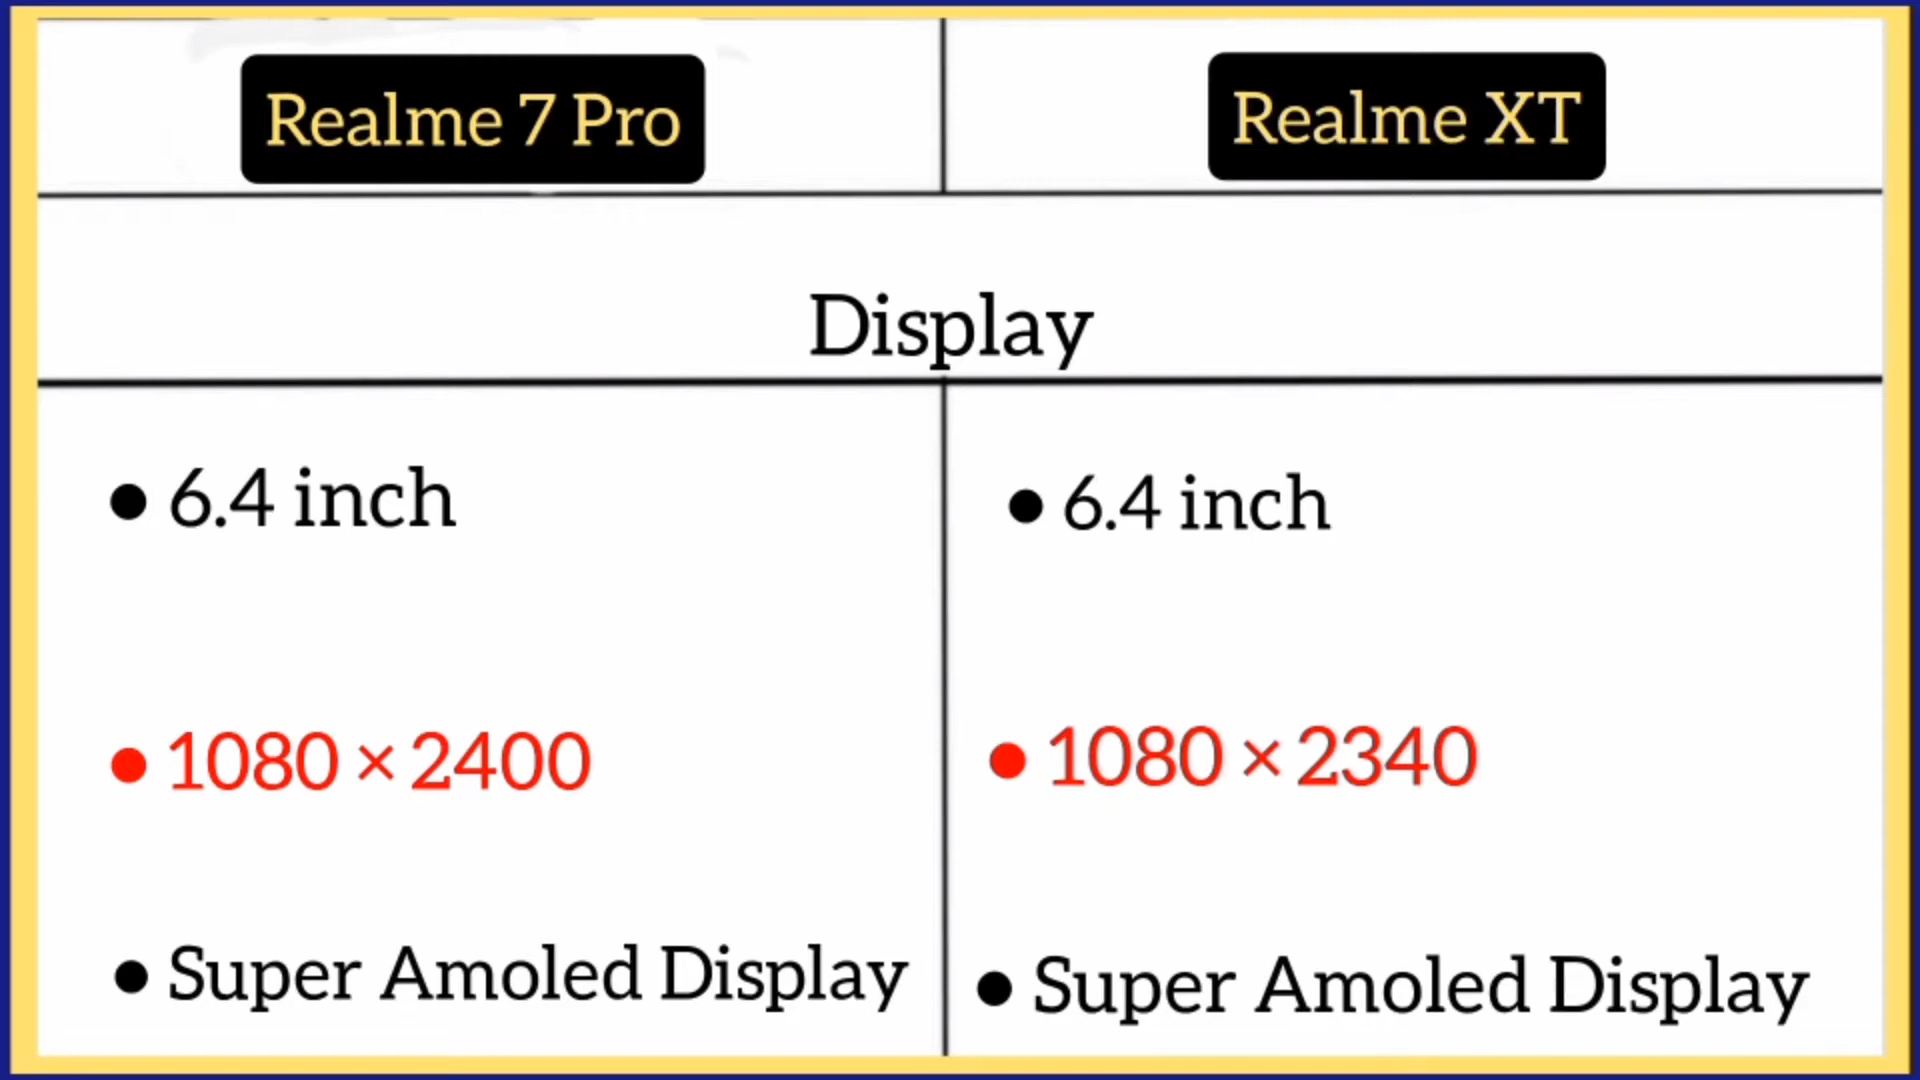 Realme 7 Pro
Realme XT
Display
● 6.4 inch
● 6.4 inch
● 1080 × 2400
● 1080 × 2340
● Super Amoled Display
● Super Amoled Display